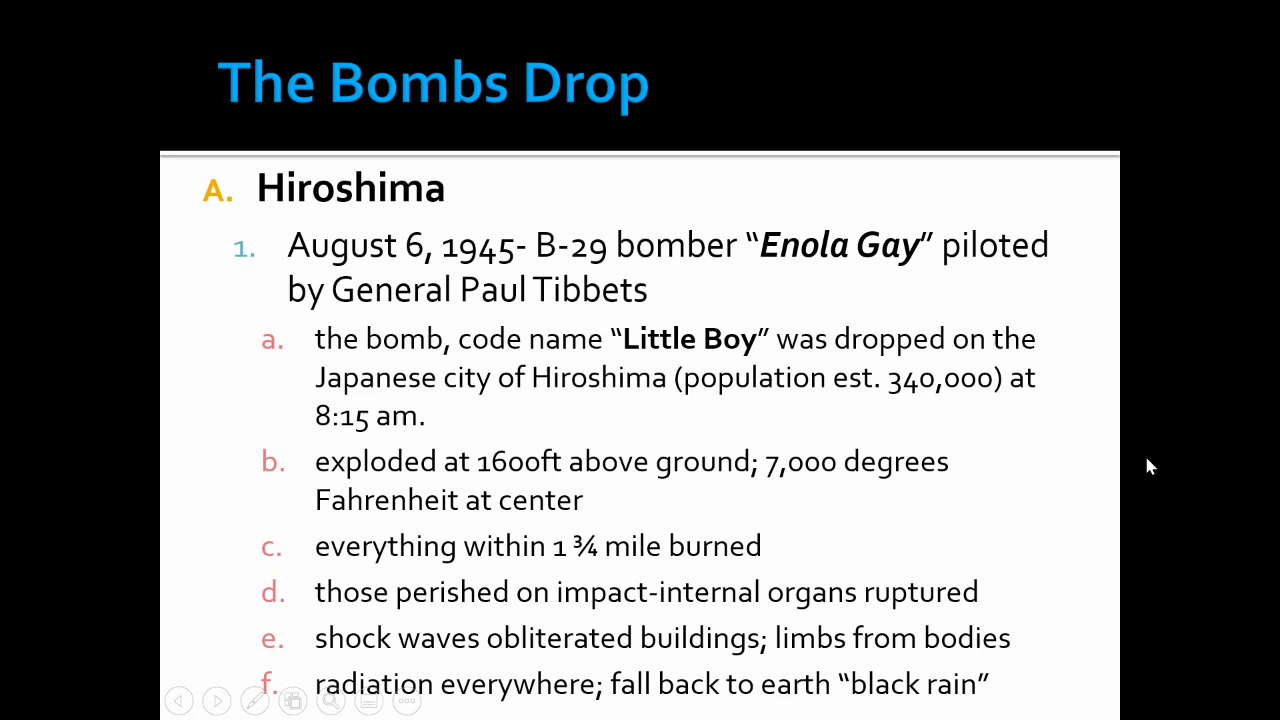 The Bombs Drop
A. Hiroshima
1. August 6, 1945- B-29 bomber “Enola Gay” piloted
by General Paul Tibbets
a. the bomb, code name “Little Boy” was dropped on the
Japanese city of Hiroshima (population est. 340,000) at
8:15 am.
b. exploded at 1600ft above ground; 7,000 degrees
Fahrenheit at center
c. everything within 1 ¾ mile burned
d. those perished on impact-internal organs ruptured
e. shock waves obliterated buildings; limbs from bodies
f. radiation everywhere; fall back to earth “black rain”